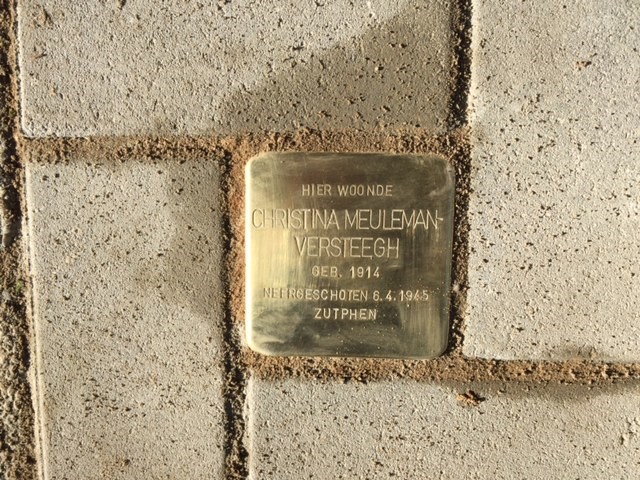 HIER WOONDE
CHRISTINA MEULEMAN-
VERSTEEGH
GEB. 1914
NEERGESCHOTEN 6.4.1945
ZUTPHEN